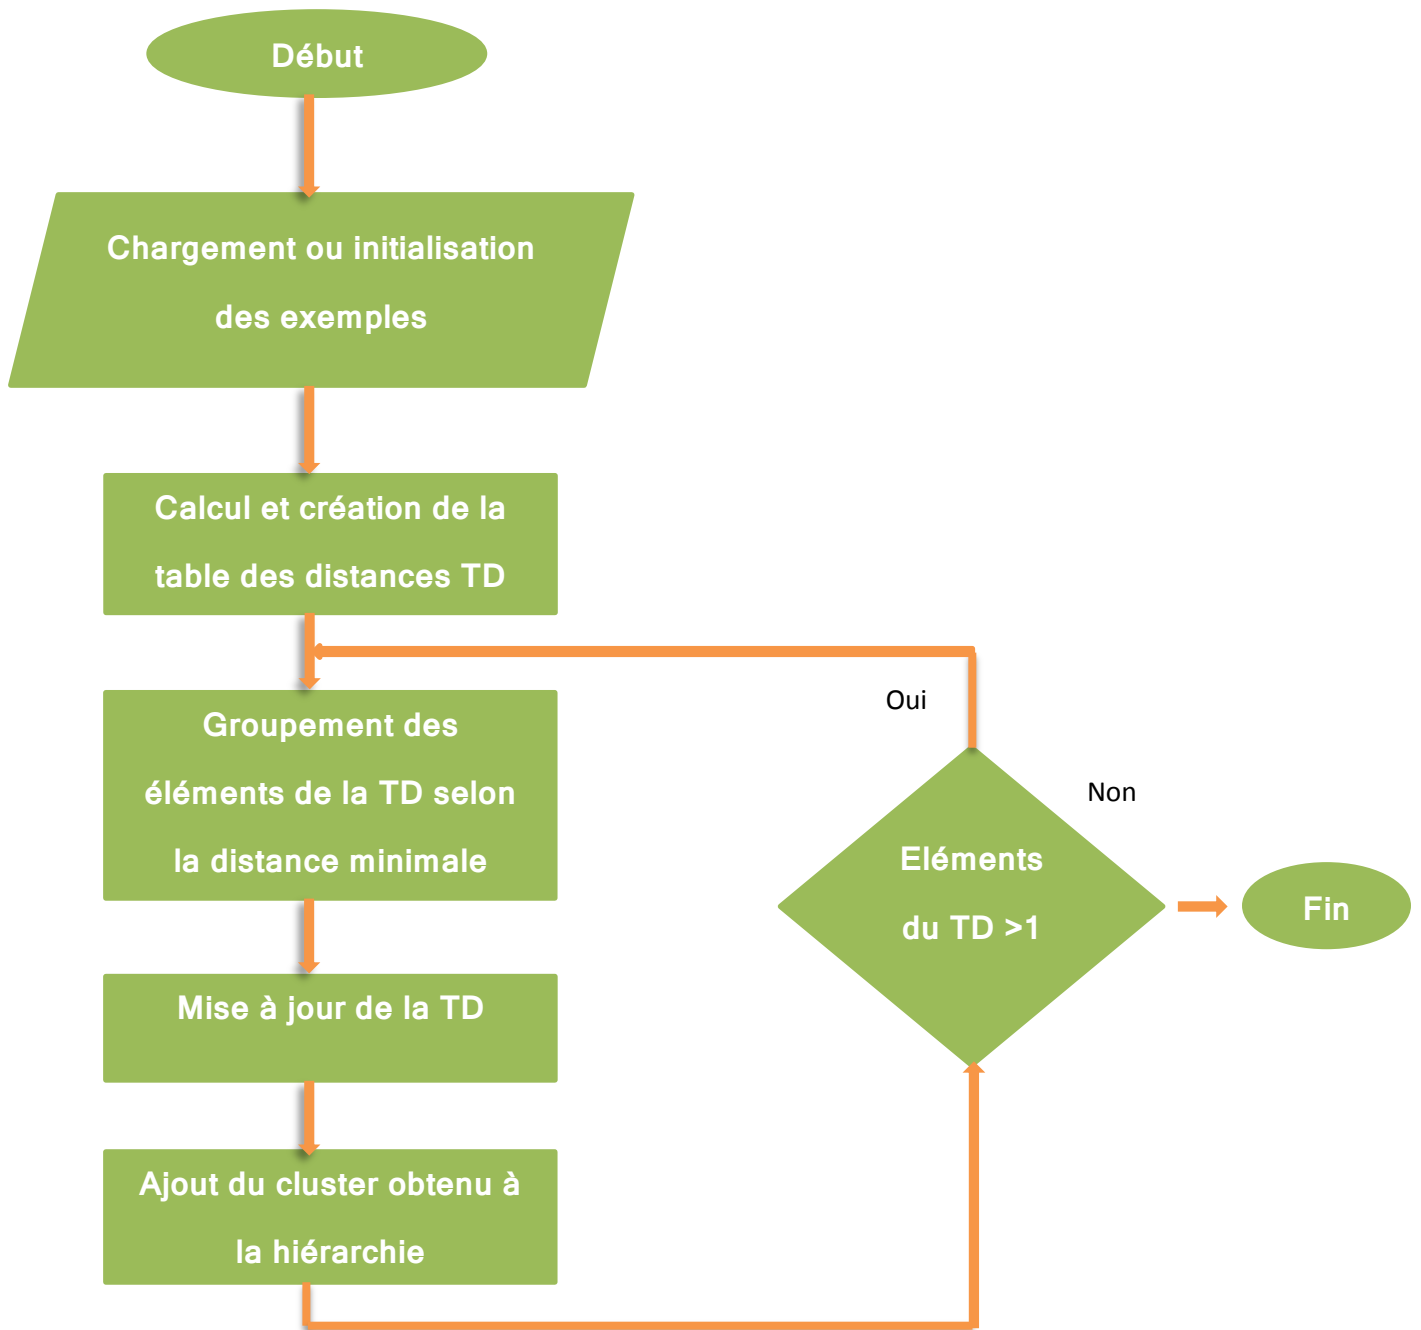 Début
Chargement ou initialisation
des exemples
Calcul et création de la
table des distances TD
Groupement des
éléments de la TD selon
la distance minimale
Mise à jour de la TD
Ajout du cluster obtenu à
la hiérarchie
Oui
Non
Eléments
du TD >1
Fin